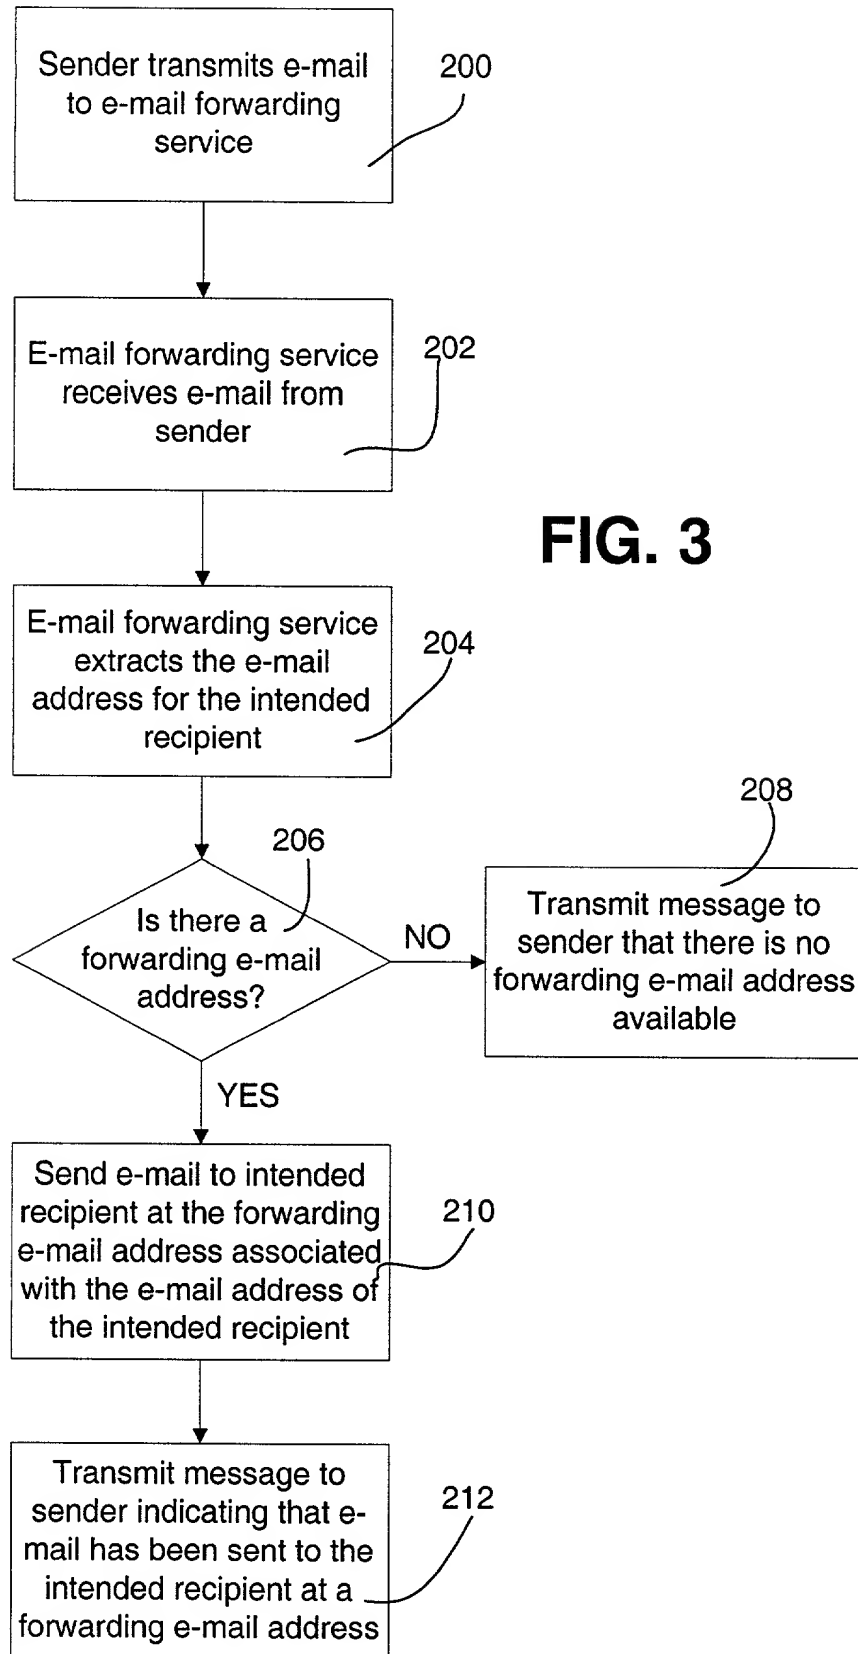 Sender transmits e-mail
to e-mail forwarding
service
200
E-mail forwarding service
receives e-mail from
sender
202
FIG. 3
E-mail forwarding service
extracts the e-mail
address for the intended
recipient
204
206
Is there a
forwarding e-mail
address?
NO
208
Transmit message to
sender that there is no
forwarding e-mail address
available
YES
Send e-mail to intended
recipient at the forwarding
e-mail address associated
with the e-mail address of
the intended recipient
210
Transmit message to
sender indicating that e-
mail has been sent to the
intended recipient at a
forwarding e-mail address
212